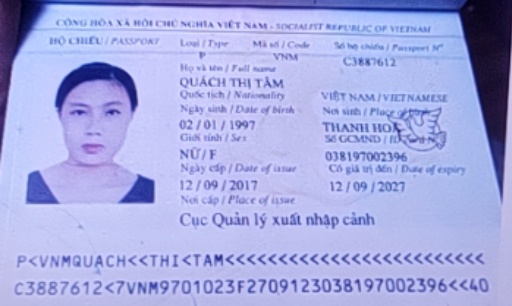 CỘNG HÒA XÃ HỘI CHỦ NGHĨA VIỆT NAM - SOCIALIST REPUBLIC OF VIETNAM
HỘ CHIẾU / PASSPORT Loại / Type Mã số / Code Số hộ chiếu / Passport Nº
P VNM C3887612
Họ và tên / Full name
QUÁCH THỊ TÂM
Quốc tịch / Nationality VIỆT NAM / VIETNAMESE
Ngày sinh / Date of birth Nơi sinh / Place of birth
02 / 01 / 1997 THANH HOÁ
Giới tính / Sex Số GCMND / ID
NỮ / F 038197002396
Ngày cấp / Date of issue Có giá trị đến / Date of expiry
12 / 09 / 2017 12 / 09 / 2027
Nơi cấp / Place of issue
Cục Quản lý xuất nhập cảnh
P<VNMQUACH<<THI<TAM<<<<<<<<<<<<<<<<<<<<<<<<<
C3887612<7VNM9701023F2709123038197002396<<40